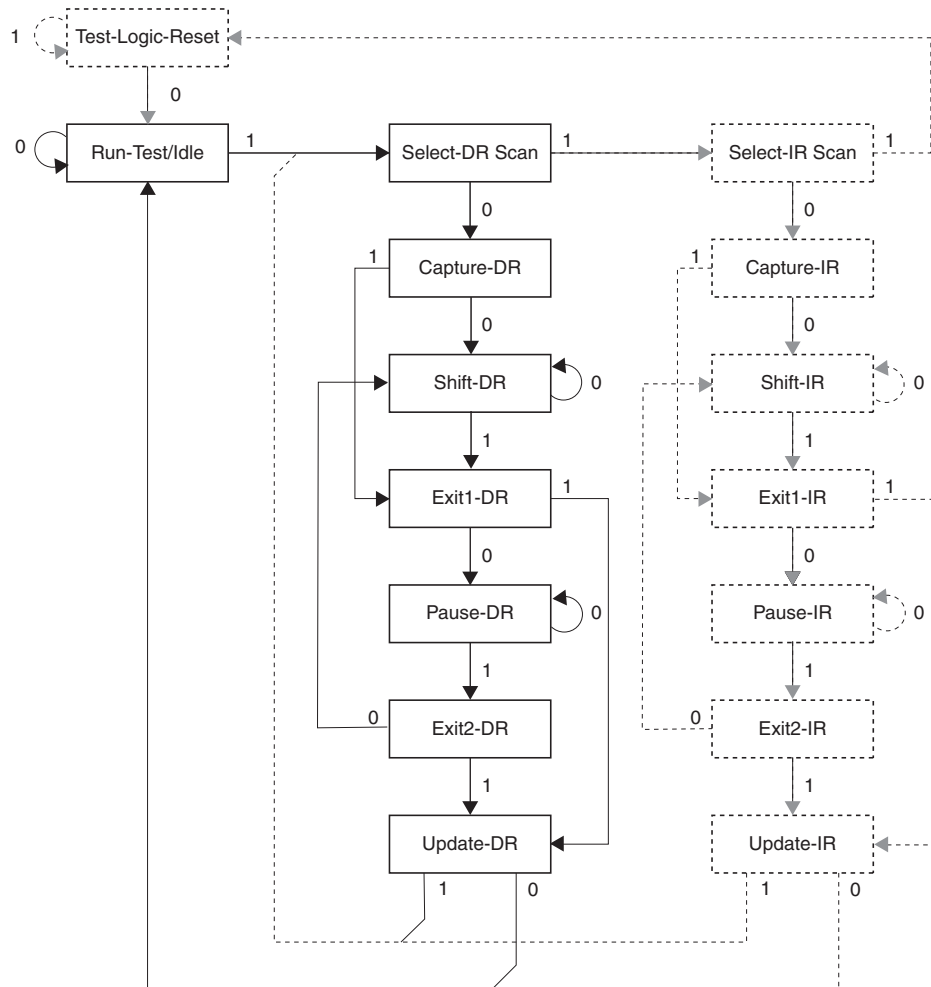 Test-Logic-Reset
1
0
Run-Test/Idle
0
1
Select-DR Scan
1
Select-IR Scan
1
0
0
Capture-DR
1
Capture-IR
1
0
0
Shift-DR
0
Shift-IR
0
1
1
Exit1-DR
1
Exit1-IR
1
0
0
Pause-DR
0
Pause-IR
0
1
1
Exit2-DR
0
Exit2-IR
0
1
1
Update-DR
Update-IR
1
0
1
0